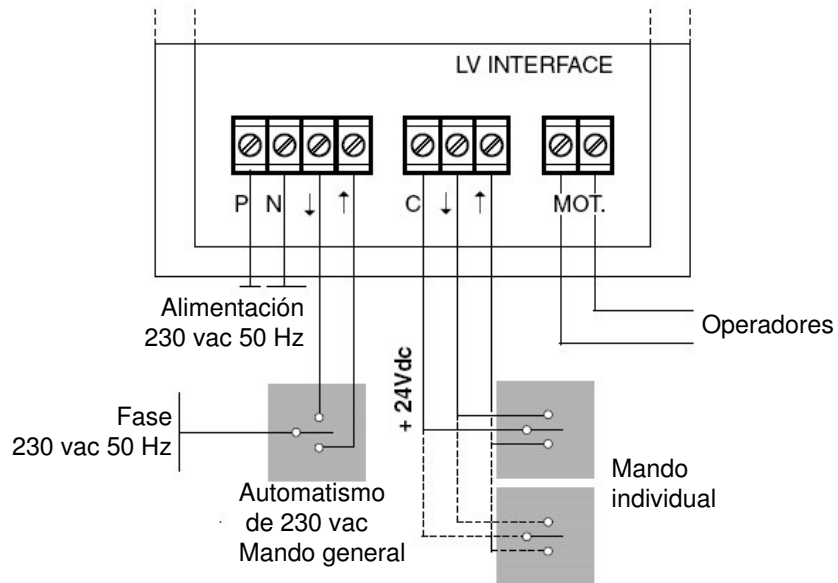 LV INTERFACE
P N ↓ ↑ C ↓ ↑ MOT.
Alimentación
230 vac 50 Hz
Operadores
+ 24Vdc
Fase
230 vac 50 Hz
Automatismo
de 230 vac
Mando general
Mando
individual